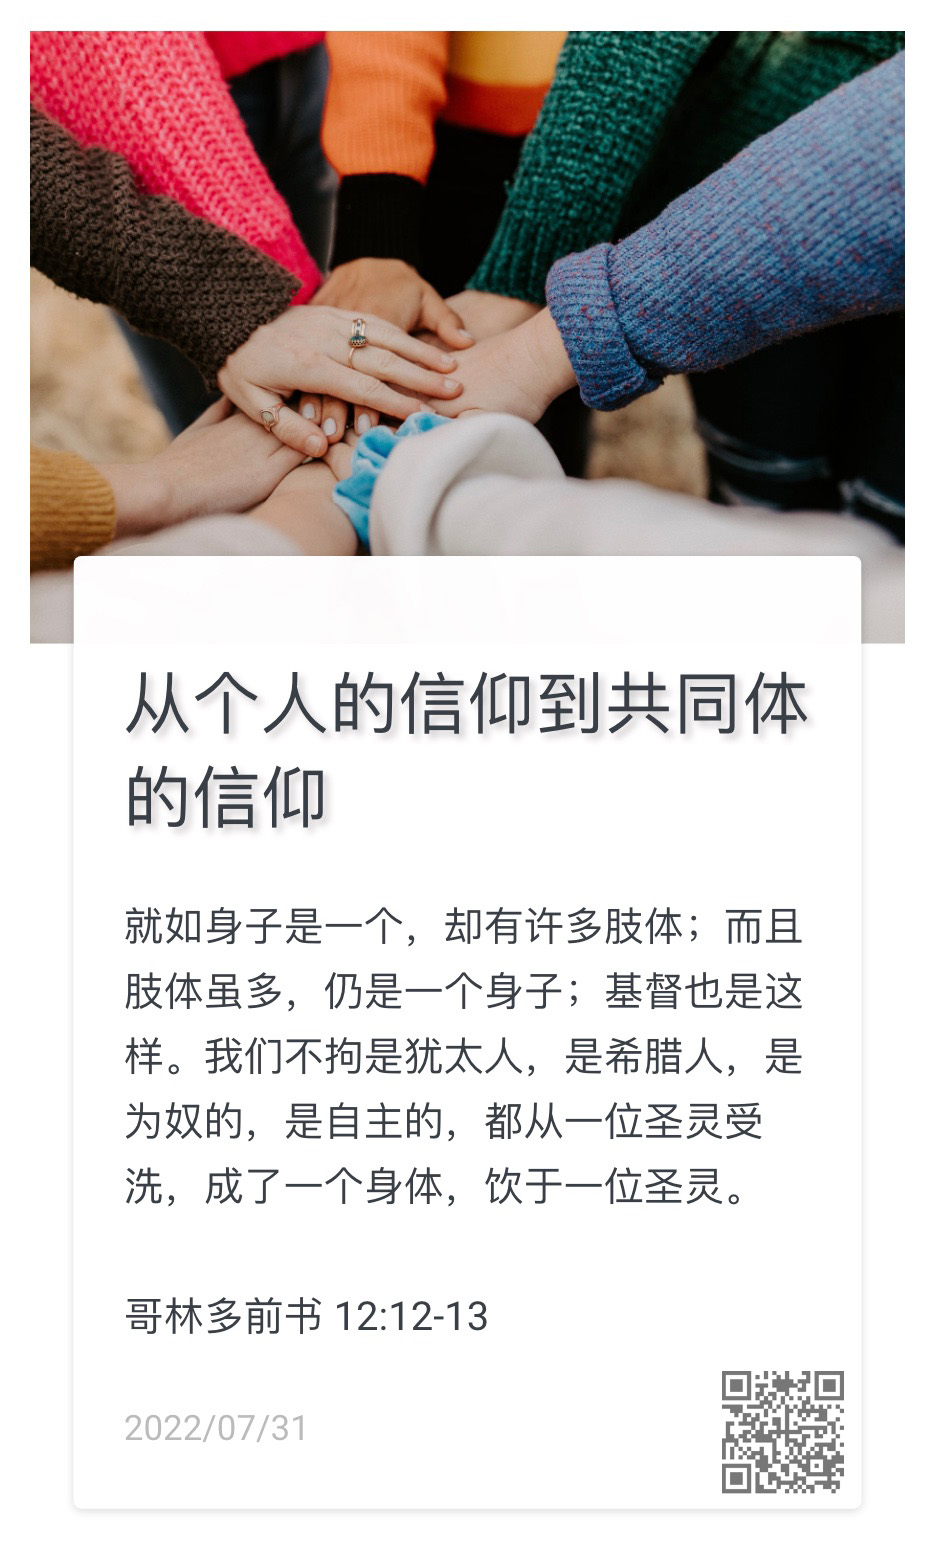 从个人的信仰到共同体
的信仰
就如身子是一个，却有许多肢体；而且
肢体虽多，仍是一个身子；基督也是这
样。我们不拘是犹太人，是希腊人，是
为奴的，是自主的，都从一位圣灵受
洗，成了一个身体，饮于一位圣灵。
哥林多前书 12:12-13
2022/07/31